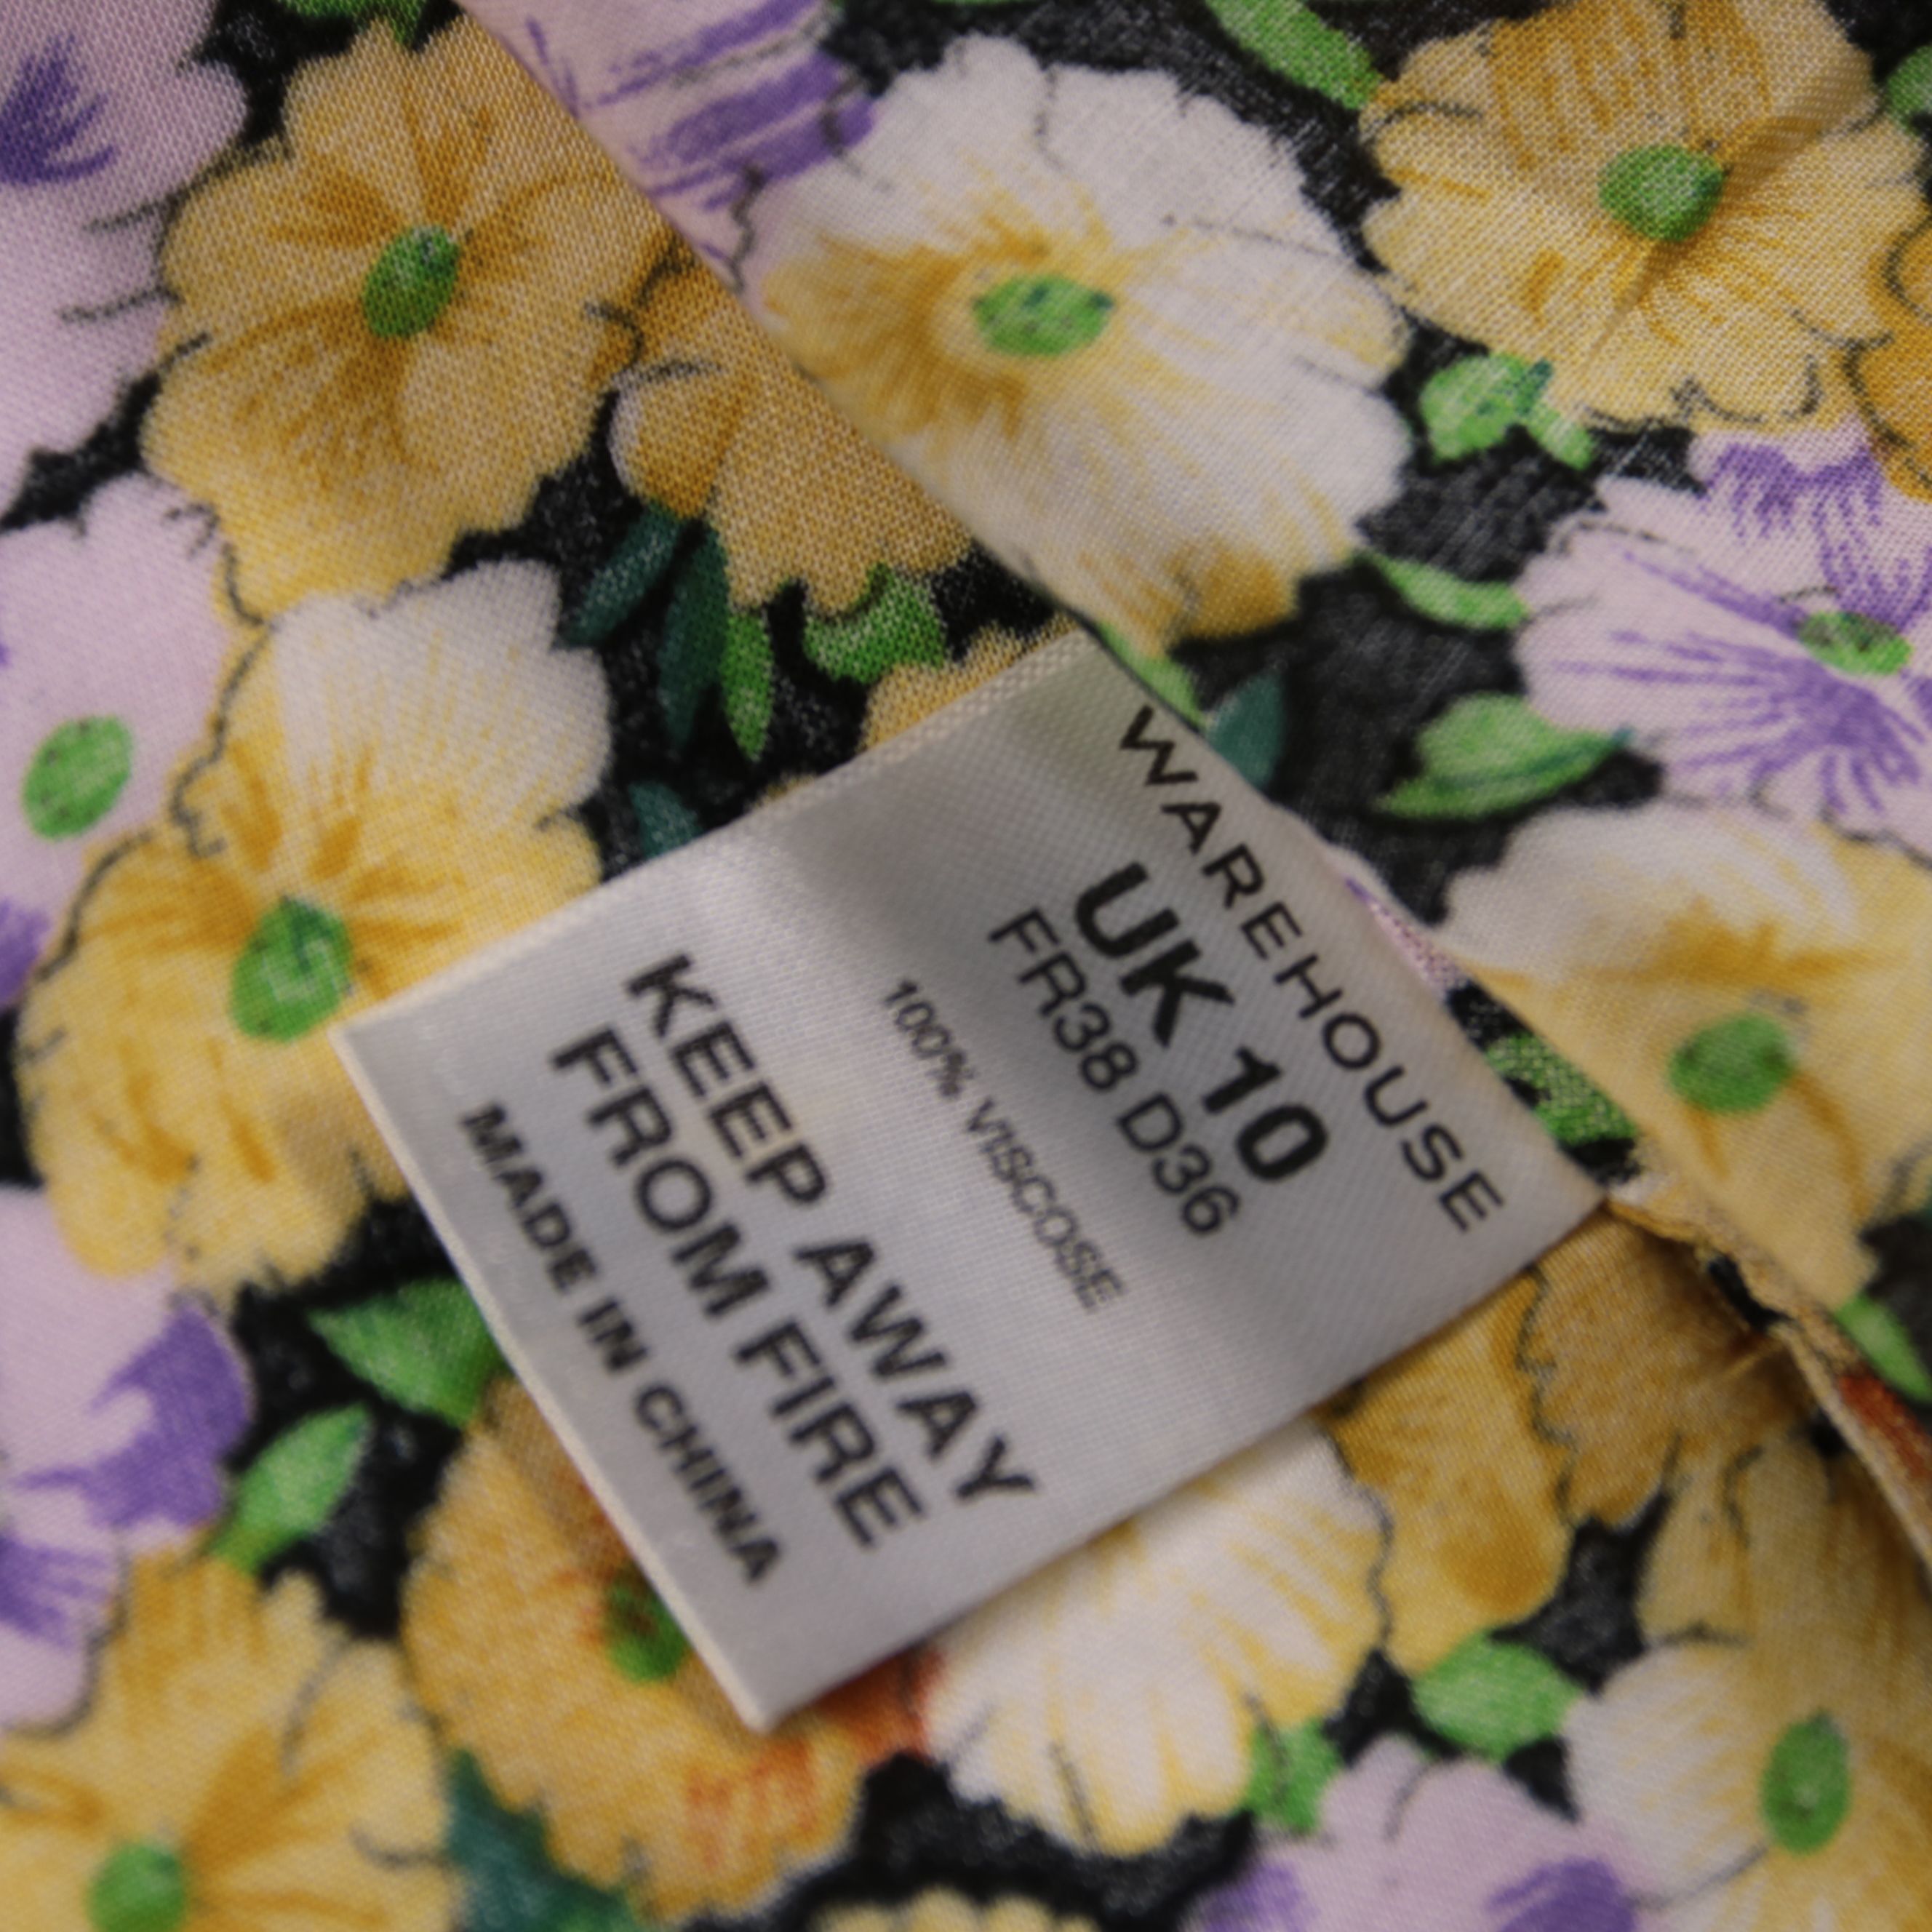 WAREHOUSE
UK 10
FR38 D36
100% VISCOSE
KEEP AWAY
FROM FIRE
MADE IN CHINA